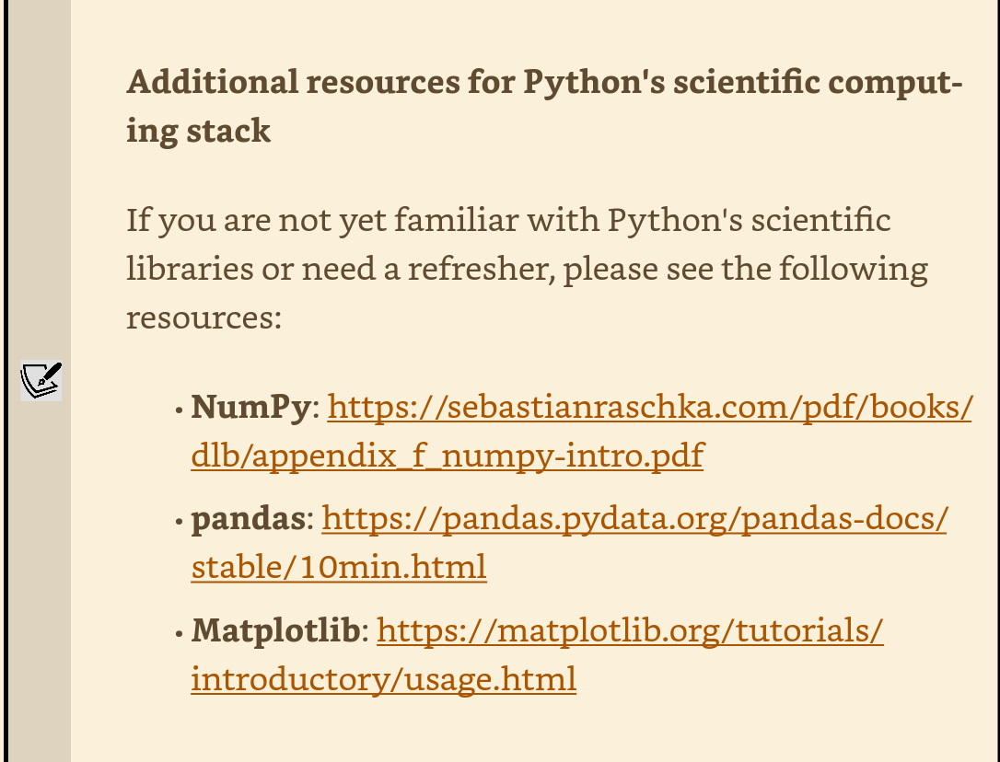 Additional resources for Python's scientific comput-
ing stack
If you are not yet familiar with Python's scientific
libraries or need a refresher, please see the following
resources:
• NumPy: https://sebastianraschka.com/pdf/books/
dlb/appendix_f_numpy-intro.pdf
• pandas: https://pandas.pydata.org/pandas-docs/
stable/10min.html
• Matplotlib: https://matplotlib.org/tutorials/
introductory/usage.html